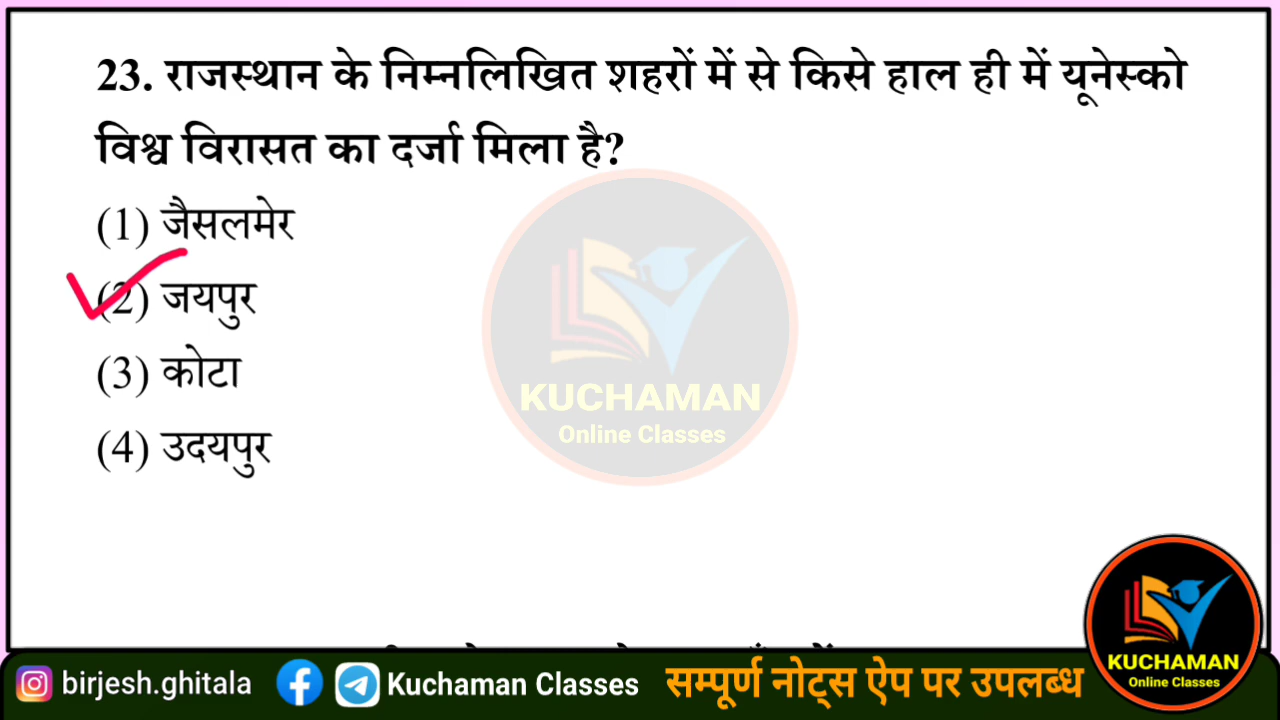 23. राजस्थान के निम्नलिखित शहरों में से किसे हाल ही में यूनेस्को
विश्व विरासत का दर्जा मिला है?
(1) जैसलमेर
(2) जयपुर
(3) कोटा
(4) उदयपुर
KUCHAMAN
Online Classes
birjesh.ghitala
Kuchaman Classes
सम्पूर्ण नोट्स ऐप पर उपलब्ध
KUCHAMAN
Online Classes